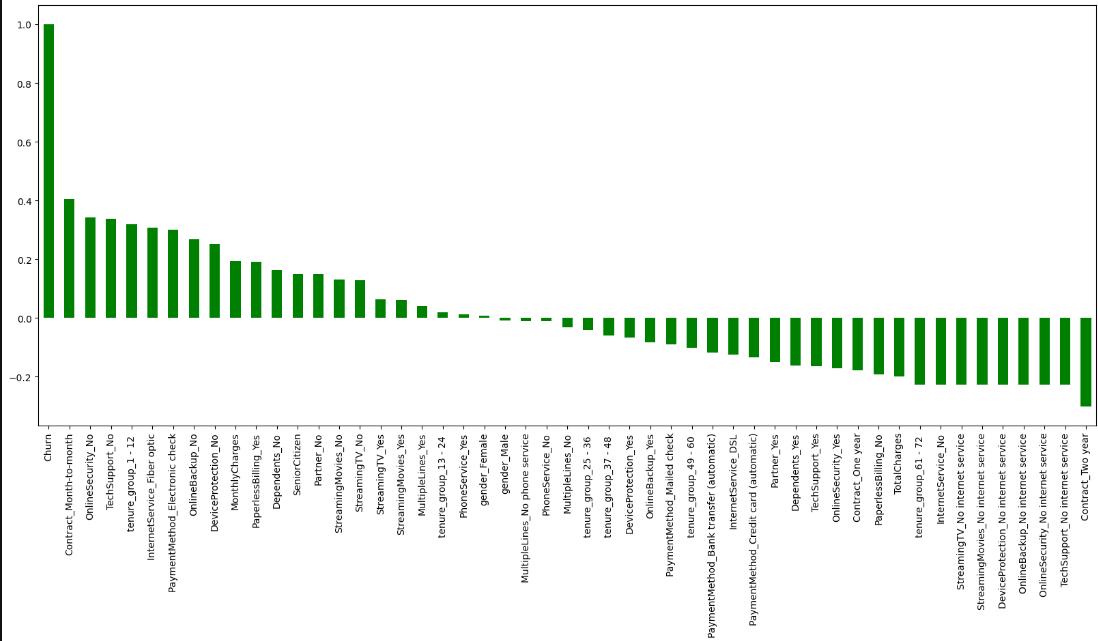 1.0
0.8
0.6
0.4
0.2
0.0
−0.2
Churn
Contract_Month-to-month
OnlineSecurity_No
TechSupport_No
tenure_group_1 - 12
InternetService_Fiber optic
PaymentMethod_Electronic check
OnlineBackup_No
DeviceProtection_No
MonthlyCharges
PaperlessBilling_Yes
Dependents_No
SeniorCitizen
Partner_No
StreamingMovies_No
StreamingTV_No
StreamingTV_Yes
StreamingMovies_Yes
MultipleLines_Yes
tenure_group_13 - 24
PhoneService_Yes
gender_Female
gender_Male
MultipleLines_No phone service
PhoneService_No
MultipleLines_No
tenure_group_25 - 36
tenure_group_37 - 48
DeviceProtection_Yes
OnlineBackup_Yes
PaymentMethod_Mailed check
tenure_group_49 - 60
PaymentMethod_Bank transfer (automatic)
InternetService_DSL
PaymentMethod_Credit card (automatic)
Partner_Yes
Dependents_Yes
TechSupport_Yes
OnlineSecurity_Yes
Contract_One year
PaperlessBilling_No
TotalCharges
tenure_group_61 - 72
InternetService_No
StreamingTV_No internet service
StreamingMovies_No internet service
DeviceProtection_No internet service
OnlineBackup_No internet service
OnlineSecurity_No internet service
TechSupport_No internet service
Contract_Two year